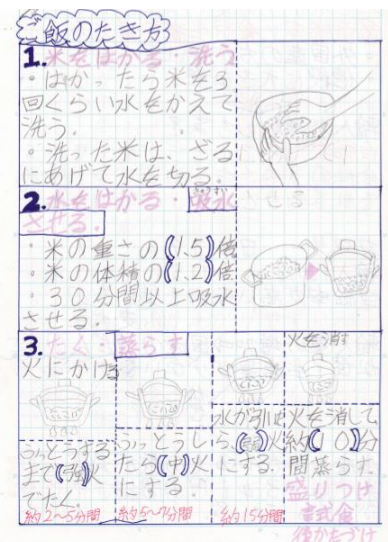 ご飯のたき方
1.米をはかる・洗う
・はかったら米を3
回くらい水をかえて
洗う.
・洗った米は、ざる
にあげて水を切る.
2.水をはかる・吸水
させる.
・米の重さの(1.5)倍
・米の体積の(1.2)倍
・30分間以上吸水
させる.
3.たく・蒸らす
火にかける
ふっとうする
まで(強)火
でたく.
約2〜5分間
ふっとうし
たら(中)火
にする.
約5〜7分間
水が引いた
ら(弱)火
にする.
約15分間
火を消す
火を消して
約(10)分
間蒸らす.
盛りつけ
試食
後かたづけ